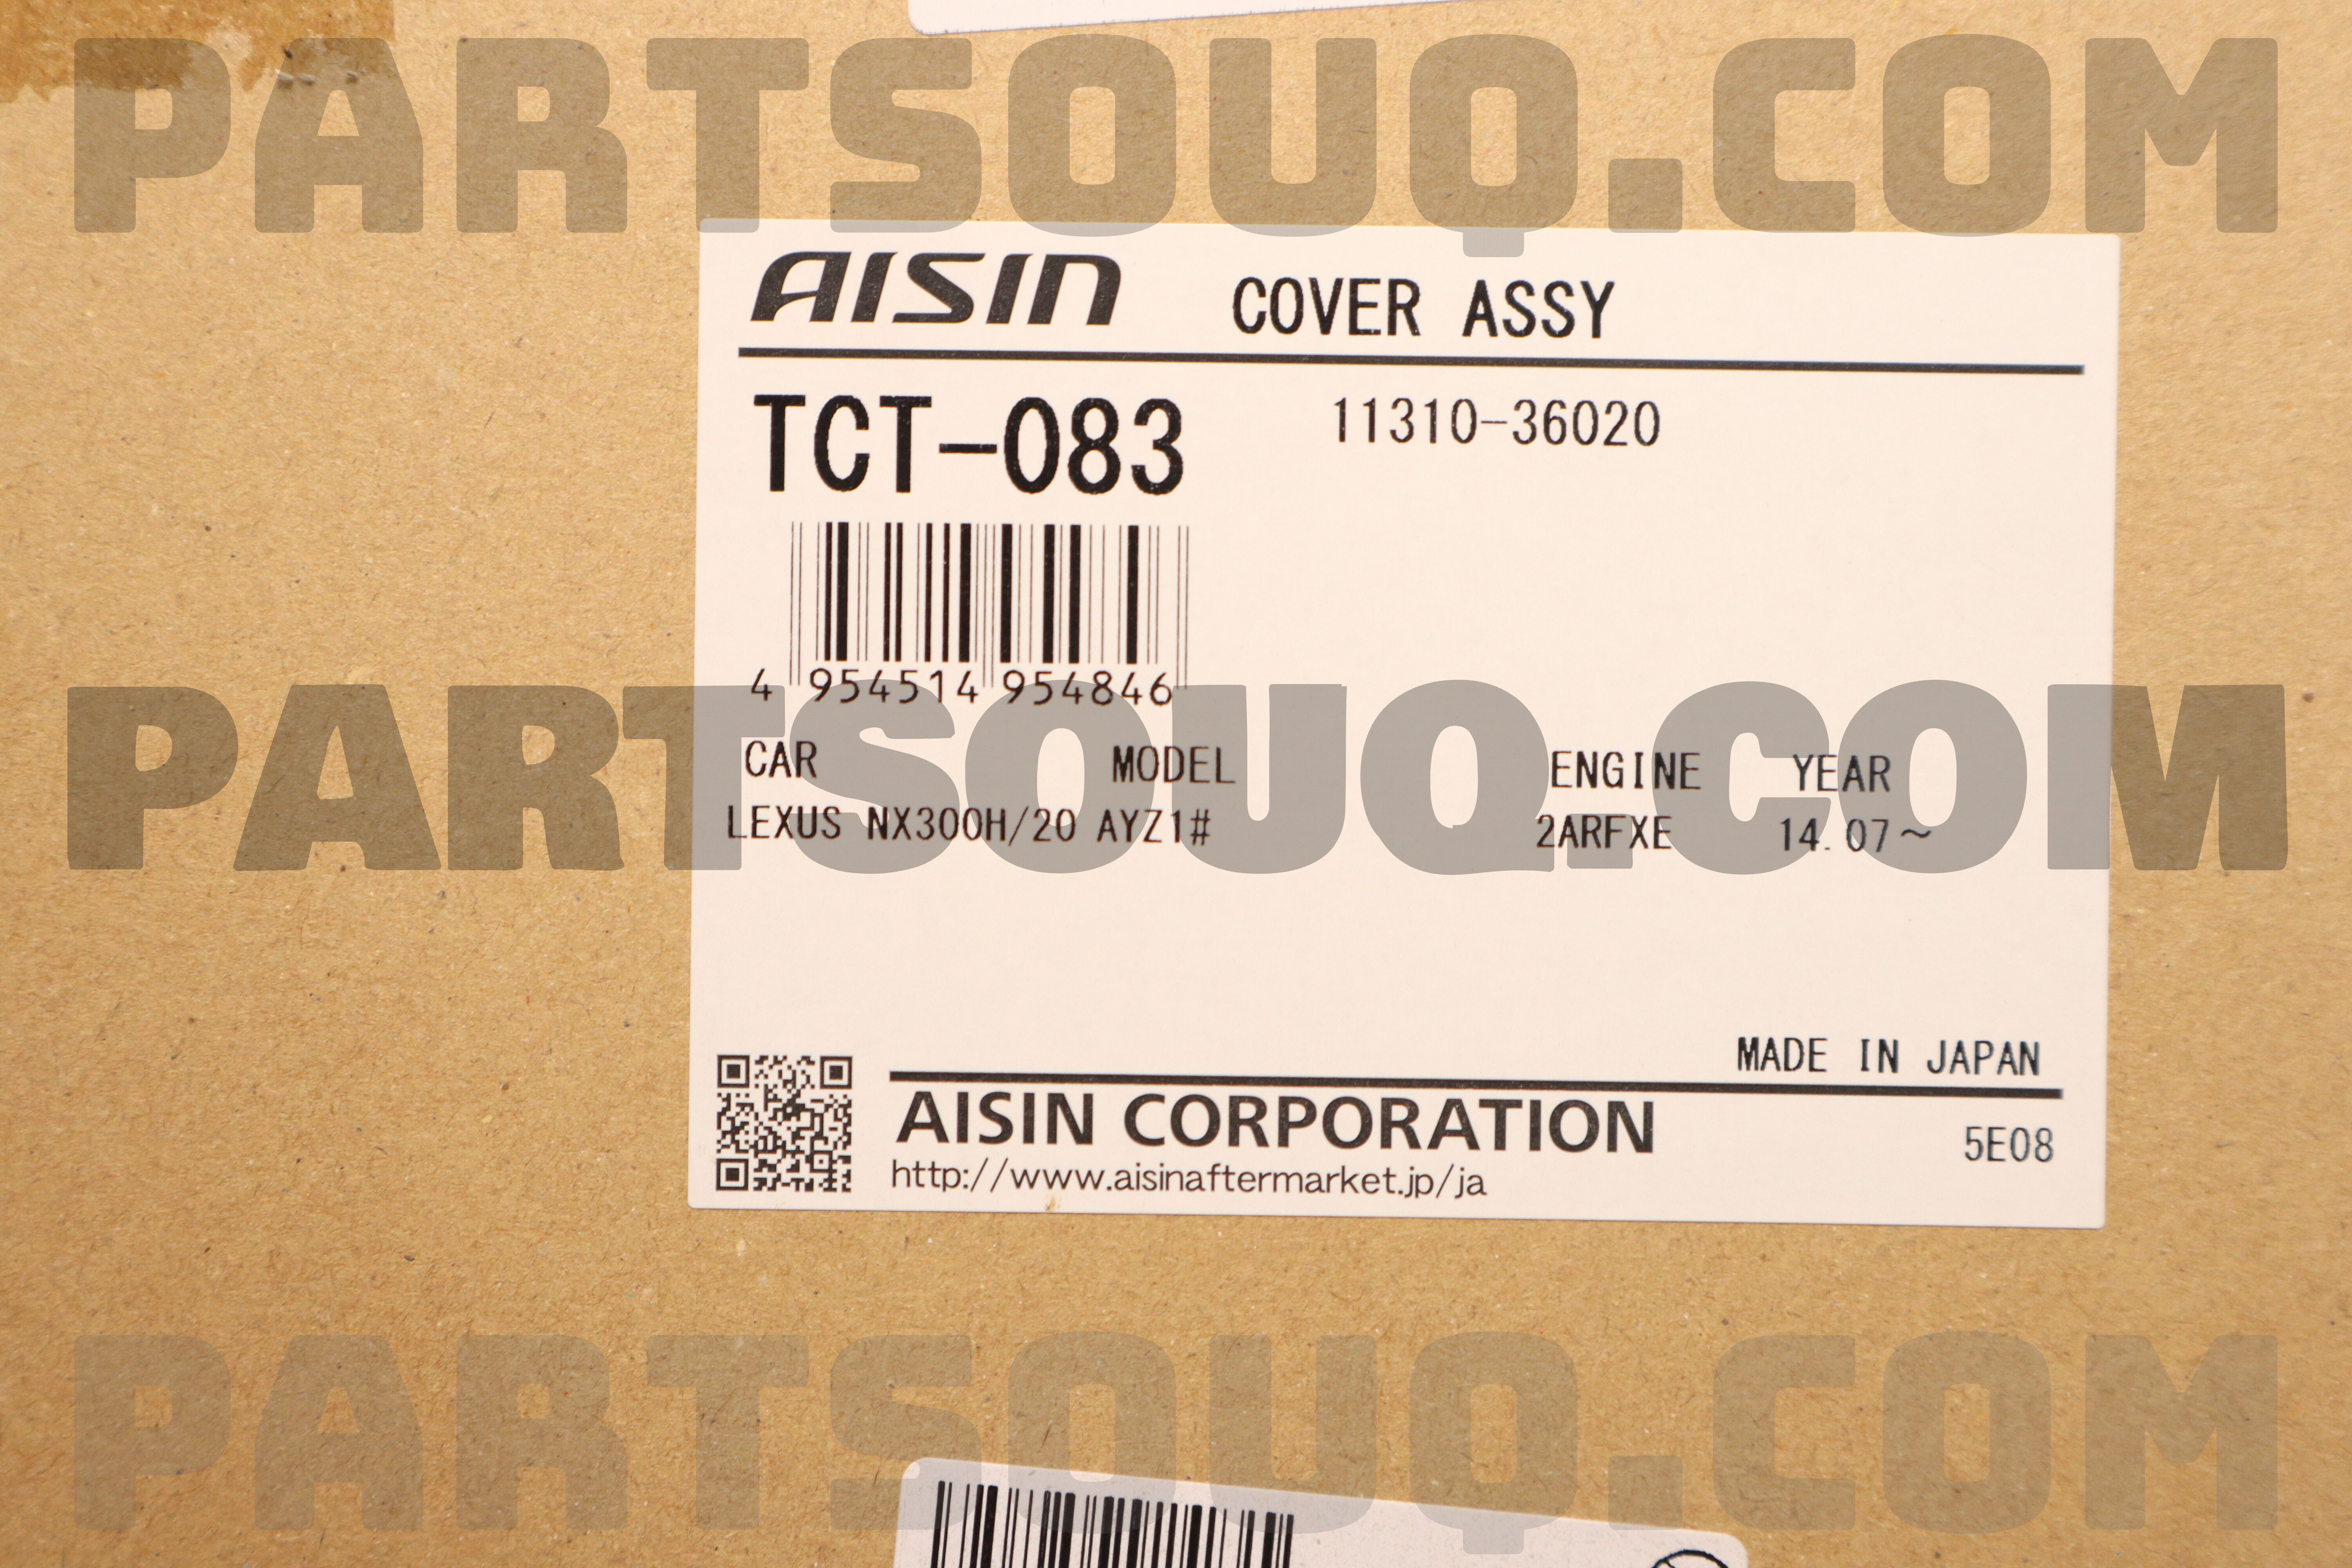 PARTSOUQ.COM
AISIN COVER ASSY
TCT-083 11310-36020
4 954514 954846
PARTSOUQ.COM
CAR MODEL ENGINE YEAR
LEXUS NX300H/20 AYZ1# 2ARFXE 14.07~
MADE IN JAPAN
AISIN CORPORATION
5E08
http://www.aisinaftermarket.jp/ja
PARTSOUQ.COM